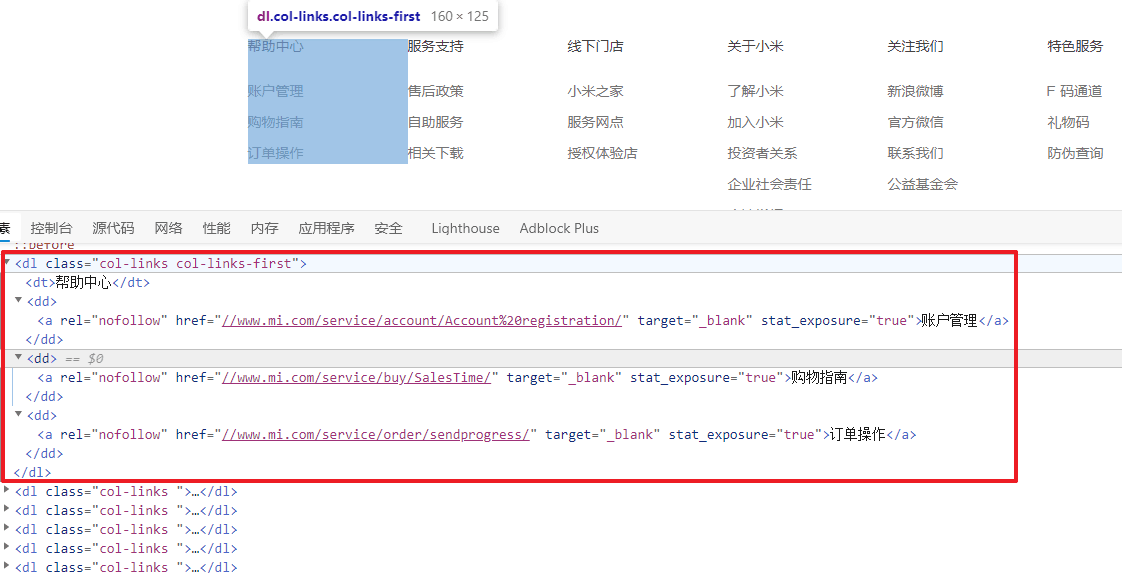 dl.col-links.col-links-first 160 × 125
帮助中心 服务支持 线下门店 关于小米 关注我们 特色服务
账户管理 售后政策 小米之家 了解小米 新浪微博 F 码通道
购物指南 自助服务 服务网点 加入小米 官方微信 礼物码
订单操作 相关下载 授权体验店 投资者关系 联系我们 防伪查询
企业社会责任 公益基金会
素 控制台 源代码 网络 性能 内存 应用程序 安全 Lighthouse Adblock Plus
::before
<dl class="col-links col-links-first">
<dt>帮助中心</dt>
<dd>
<a rel="nofollow" href="//www.mi.com/service/account/Account%20registration/" target="_blank" stat_exposure="true">账户管理</a>
</dd>
<dd> == $0
<a rel="nofollow" href="//www.mi.com/service/buy/SalesTime/" target="_blank" stat_exposure="true">购物指南</a>
</dd>
<dd>
<a rel="nofollow" href="//www.mi.com/service/order/sendprogress/" target="_blank" stat_exposure="true">订单操作</a>
</dd>
</dl>
<dl class="col-links ">…</dl>
<dl class="col-links ">…</dl>
<dl class="col-links ">…</dl>
<dl class="col-links ">…</dl>
<dl class="col-links ">…</dl>